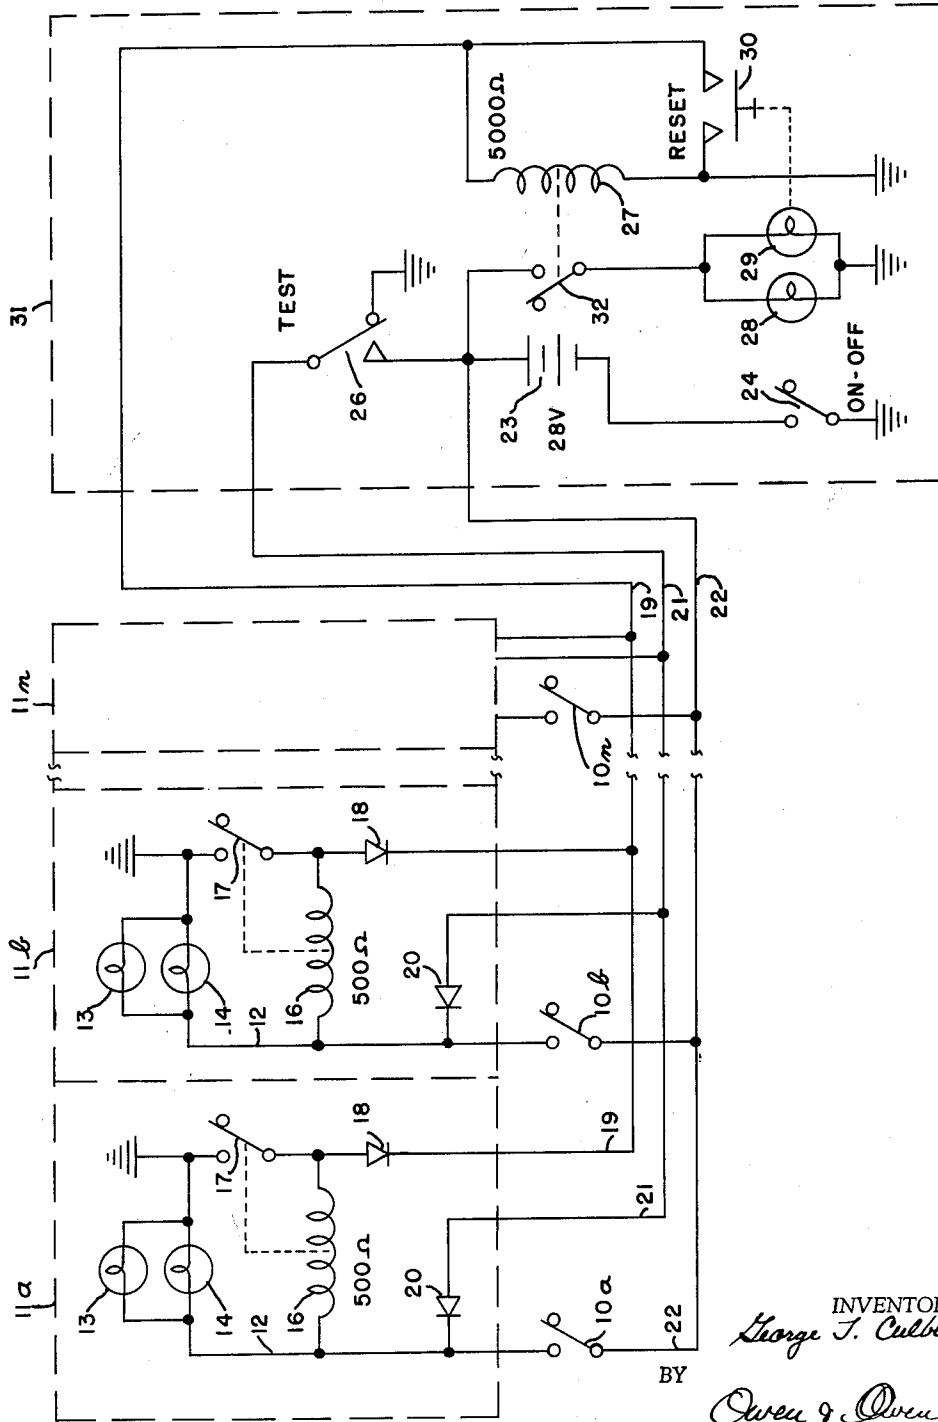 31
TEST
26
5000Ω
27
RESET
30
32
23
28V
29
28
24
ON-OFF
19
21
22
11n
10n
11b
13
14
12
16
17
18
500Ω
20
10b
11a
13
14
12
16
17
18
500Ω
20
10a
19
21
22
INVENTOR
George T.
BY
Owen & Owen